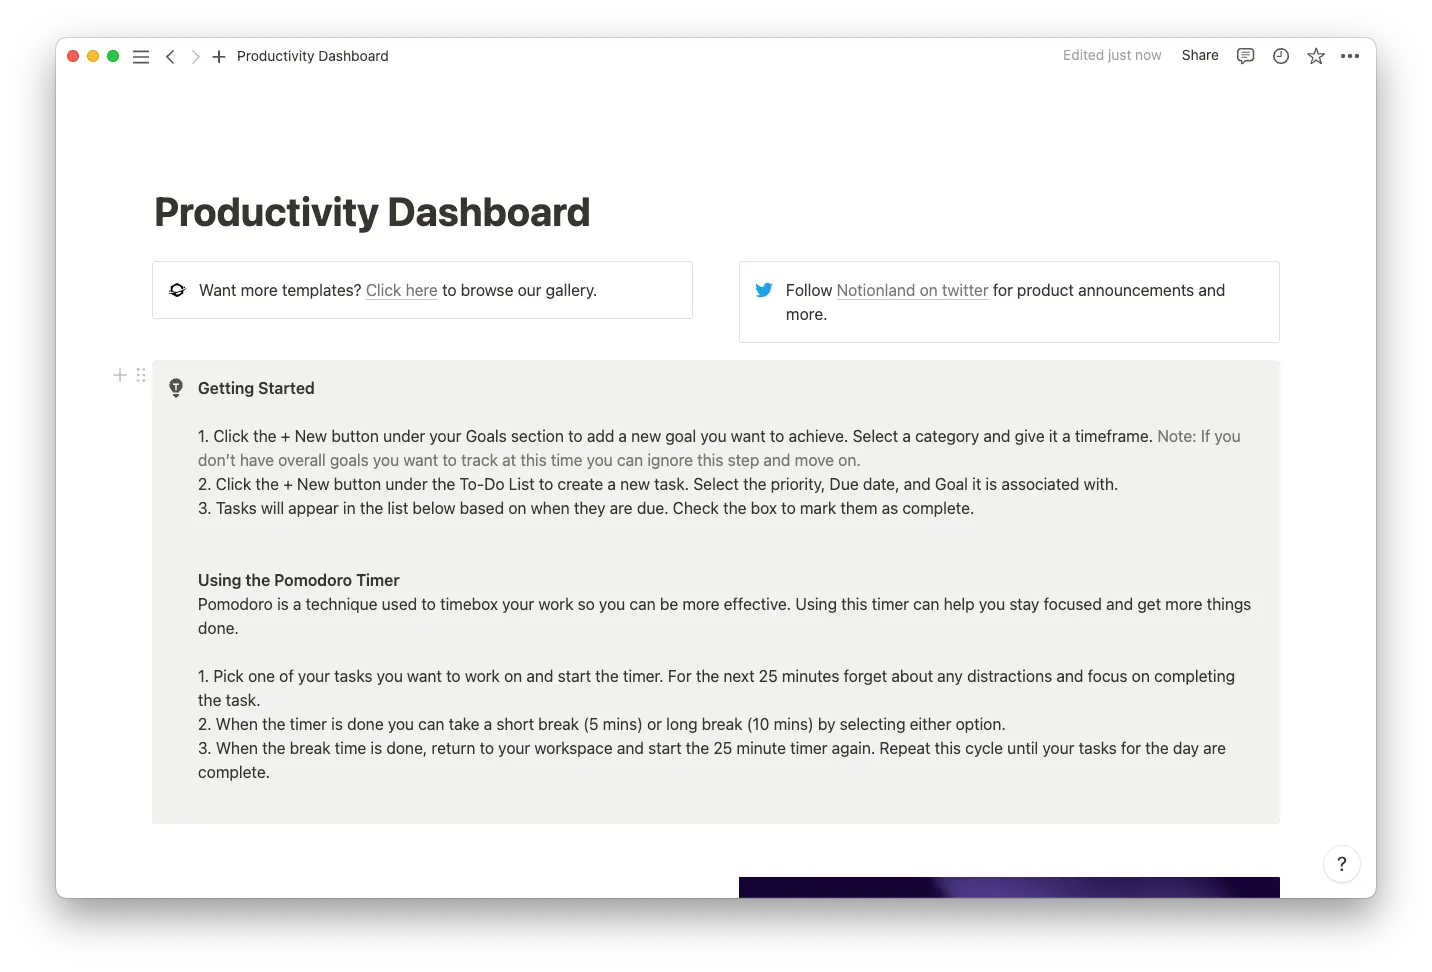 Productivity Dashboard
Edited just now
Share
Productivity Dashboard
Want more templates? Click here to browse our gallery.
Follow Notionland on twitter for product announcements and
more.
Getting Started
1. Click the + New button under your Goals section to add a new goal you want to achieve. Select a category and give it a timeframe. Note: If you
don’t have overall goals you want to track at this time you can ignore this step and move on.
2. Click the + New button under the To-Do List to create a new task. Select the priority, Due date, and Goal it is associated with.
3. Tasks will appear in the list below based on when they are due. Check the box to mark them as complete.
Using the Pomodoro Timer
Pomodoro is a technique used to timebox your work so you can be more effective. Using this timer can help you stay focused and get more things
done.
1. Pick one of your tasks you want to work on and start the timer. For the next 25 minutes forget about any distractions and focus on completing
the task.
2. When the timer is done you can take a short break (5 mins) or long break (10 mins) by selecting either option.
3. When the break time is done, return to your workspace and start the 25 minute timer again. Repeat this cycle until your tasks for the day are
complete.
?